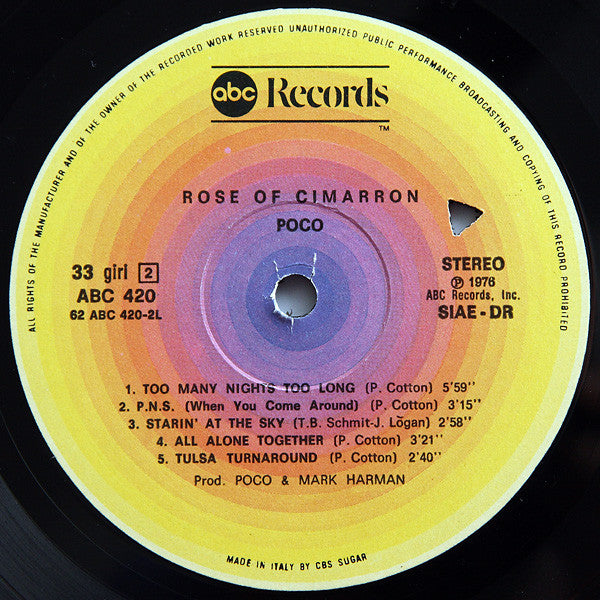 ALL RIGHTS OF THE MANUFACTURER AND OF THE OWNER OF THE RECORDED WORK RESERVED UNAUTHORIZED PUBLIC PERFORMANCE BROADCASTING AND COPYING OF THIS RECORD PROHIBITED
abc Records
™
ROSE OF CIMARRON
POCO
33 giri 2
ABC 420
62 ABC 420-2L
STEREO
℗ 1976
ABC Records, Inc.
SIAE - DR
1. TOO MANY NIGHTS TOO LONG (P. Cotton) 5'59''
2. P.N.S. (When You Come Around) (P. Cotton) 3'15''
3. STARIN' AT THE SKY (T.B. Schmit-J. Lõgan) 2'58''
4. ALL ALONE TOGETHER (P. Cotton) 3'21''
5. TULSA TURNAROUND (P. Cotton) 2'40''
Prod. POCO & MARK HARMAN
MADE IN ITALY BY CBS SUGAR